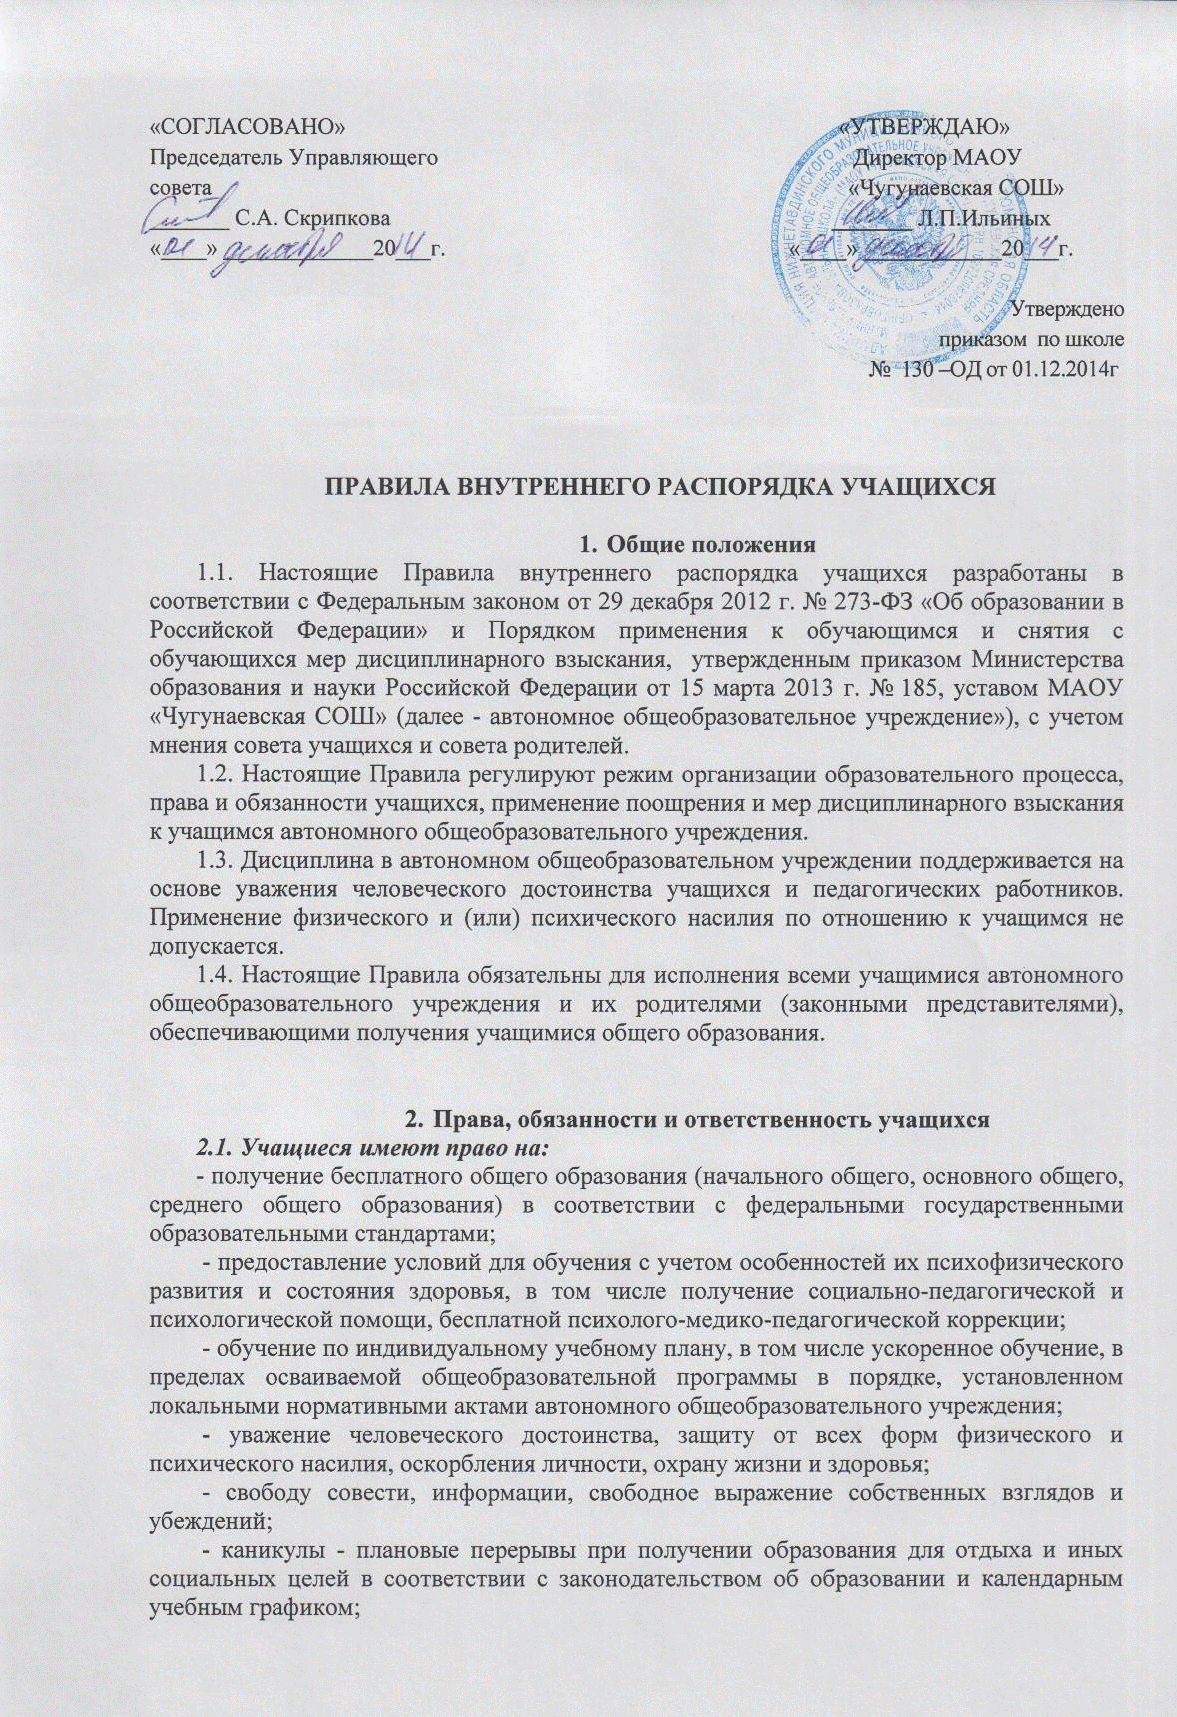 «СОГЛАСОВАНО»
Председатель Управляющего
совета
_______ С.А. Скрипкова
«01» декабря 2014 г.
«УТВЕРЖДАЮ»
Директор МАОУ
«Чугунаевская СОШ»
_______ Л.П.Ильиных
«01» декабря 2014 г.
Утверждено
приказом по школе
№ 130 –ОД от 01.12.2014г
ПРАВИЛА ВНУТРЕННЕГО РАСПОРЯДКА УЧАЩИХСЯ
1. Общие положения
1.1. Настоящие Правила внутреннего распорядка учащихся разработаны в
соответствии с Федеральным законом от 29 декабря 2012 г. № 273-ФЗ «Об образовании в
Российской Федерации» и Порядком применения к обучающимся и снятия с
обучающихся мер дисциплинарного взыскания, утвержденным приказом Министерства
образования и науки Российской Федерации от 15 марта 2013 г. № 185, уставом МАОУ
«Чугунаевская СОШ» (далее - автономное общеобразовательное учреждение»), с учетом
мнения совета учащихся и совета родителей.
1.2. Настоящие Правила регулируют режим организации образовательного процесса,
права и обязанности учащихся, применение поощрения и мер дисциплинарного взыскания
к учащимся автономного общеобразовательного учреждения.
1.3. Дисциплина в автономном общеобразовательном учреждении поддерживается на
основе уважения человеческого достоинства учащихся и педагогических работников.
Применение физического и (или) психического насилия по отношению к учащимся не
допускается.
1.4. Настоящие Правила обязательны для исполнения всеми учащимися автономного
общеобразовательного учреждения и их родителями (законными представителями),
обеспечивающими получения учащимися общего образования.
2. Права, обязанности и ответственность учащихся
2.1. Учащиеся имеют право на:
- получение бесплатного общего образования (начального общего, основного общего,
среднего общего образования) в соответствии с федеральными государственными
образовательными стандартами;
- предоставление условий для обучения с учетом особенностей их психофизического
развития и состояния здоровья, в том числе получение социально-педагогической и
психологической помощи, бесплатной психолого-медико-педагогической коррекции;
- обучение по индивидуальному учебному плану, в том числе ускоренное обучение, в
пределах осваиваемой общеобразовательной программы в порядке, установленном
локальными нормативными актами автономного общеобразовательного учреждения;
- уважение человеческого достоинства, защиту от всех форм физического и
психического насилия, оскорбления личности, охрану жизни и здоровья;
- свободу совести, информации, свободное выражение собственных взглядов и
убеждений;
- каникулы - плановые перерывы при получении образования для отдыха и иных
социальных целей в соответствии с законодательством об образовании и календарным
учебным графиком;